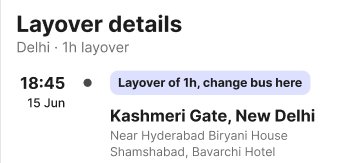 Layover details
Delhi · 1h layover
18:45
Layover of 1h, change bus here
15 Jun
Kashmeri Gate, New Delhi
Near Hyderabad Biryani House
Shamshabad, Bavarchi Hotel